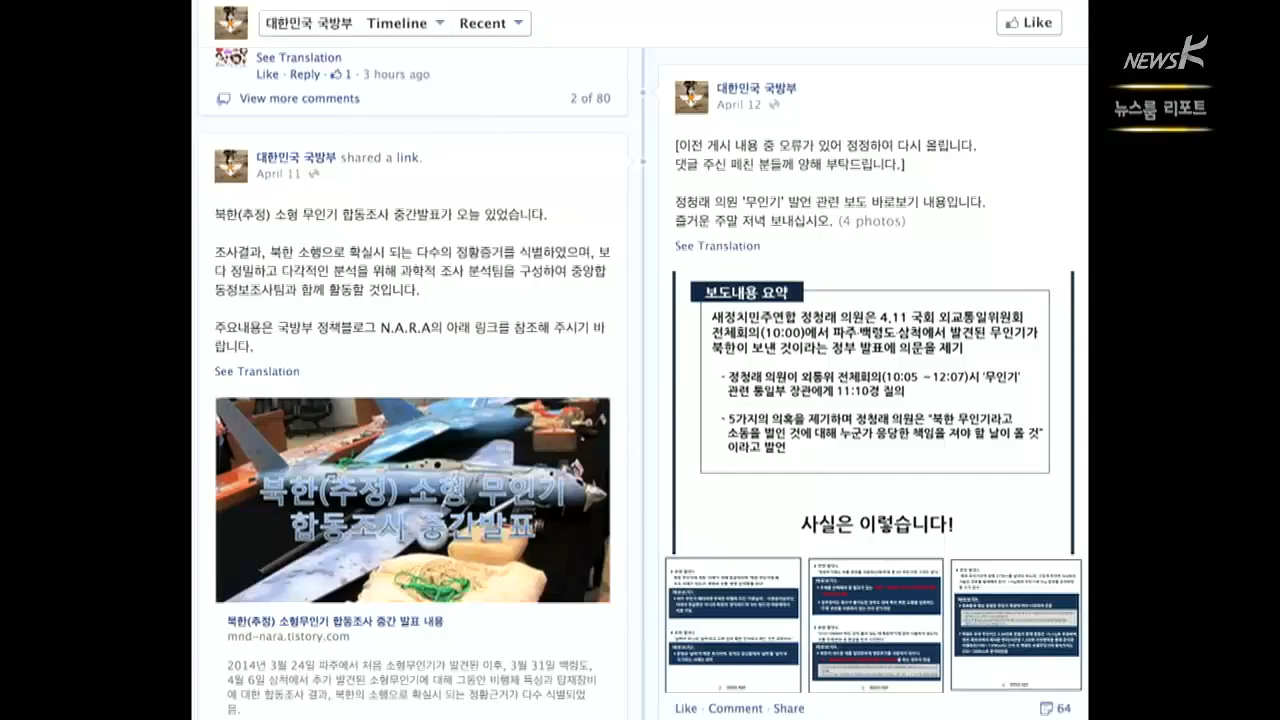 대한민국 국방부 Timeline Recent
Like
See Translation
Like · Reply · 1 · 3 hours ago
View more comments
2 of 80
대한민국 국방부 shared a link.
April 11
북한(추정) 소형 무인기 합동조사 중간발표가 오늘 있었습니다.
조사결과, 북한 소행으로 확실시 되는 다수의 정황증거를 식별하였으며, 보
다 정밀하고 다각적인 분석을 위해 과학적 조사 분석팀을 구성하여 중앙합
동정보조사팀과 함께 활동할 것입니다.
주요내용은 국방부 정책블로그 N.A.R.A의 아래 링크를 참조해 주시기 바
랍니다.
See Translation
북한(추정) 소형 무인기
합동조사 중간발표
북한(추정) 소형무인기 합동조사 중간 발표 내용
mnd-nara.tistory.com
2014년 3월 24일 파주에서 처음 소형무인기가 발견된 이후, 3월 31일 백령도,
4월 6일 삼척에서 추가 발견된 소형무인기에 대해 그동안 비행체 특성과 탑재장비
에 대한 합동조사 결과, 북한의 소행으로 확실시 되는 정황근거가 다수 식별되었
음.
대한민국 국방부
April 12
[이전 게시 내용 중 오류가 있어 정정하여 다시 올립니다.
댓글 주신 페친 분들께 양해 부탁드립니다.]
정청래 의원 '무인기' 발언 관련 보도 바로보기 내용입니다.
즐거운 주말 저녁 보내십시오. (4 photos)
See Translation
보도내용 요약
새정치민주연합 정청래 의원은 4.11 국회 외교통일위원회
전체회의(10:00)에서 파주·백령도·삼척에서 발견된 무인기가
북한이 보낸 것이라는 정부 발표에 의문을 제기
- 정청래 의원이 외통위 전체회의(10:05 ~12:07)시 '무인기'
관련 통일부 장관에게 11:10경 질의
- 5가지의 의혹을 제기하며 정청래 의원은 "북한 무인기라고
소동을 벌인 것에 대해 누군가 응당한 책임을 져야 할 날이 올 것"
이라고 발언
사실은 이렇습니다!
Like · Comment · Share
64
NEWS K
뉴스룸 리포트